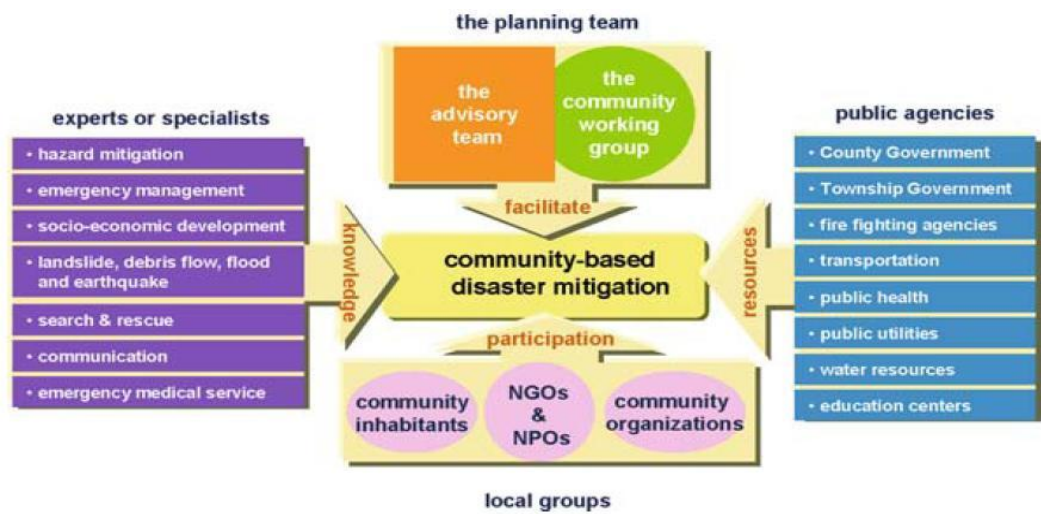 the planning team
the
advisory
team
the
community
working
group
facilitate
experts or specialists
• hazard mitigation
• emergency management
• socio-economic development
• landslide, debris flow, flood
and earthquake
• search & rescue
• communication
• emergency medical service
knowledge
community-based
disaster mitigation
resources
public agencies
• County Government
• Township Government
• fire fighting agencies
• transportation
• public health
• public utilities
• water resources
• education centers
participation
community
inhabitants
NGOs
&
NPOs
community
organizations
local groups